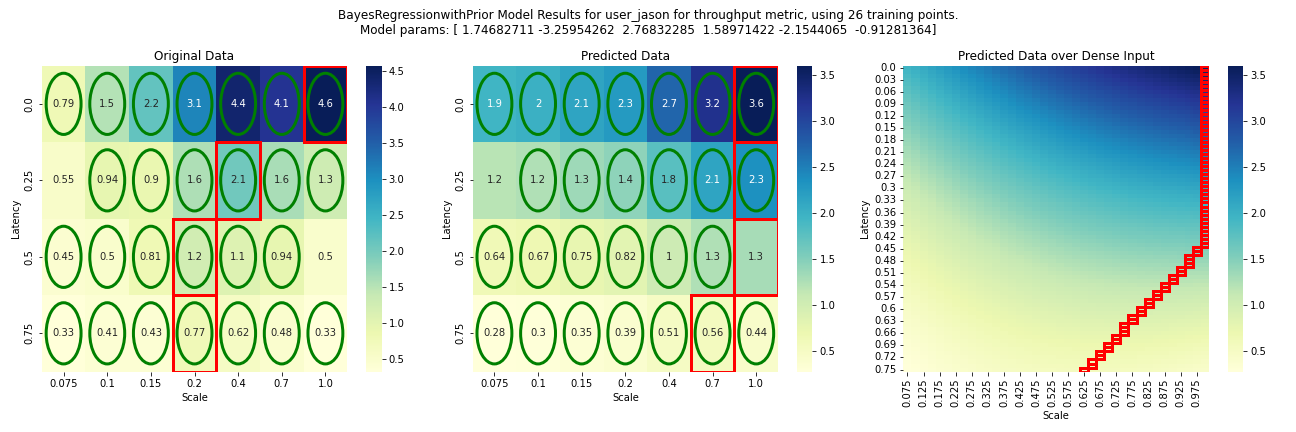 BayesRegressionwithPrior Model Results for user_jason for throughput metric, using 26 training points.
Model params: [ 1.74682711 -3.25954262  2.76832285  1.58971422 -2.1544065  -0.91281364]
Original Data
0.0 0.79 1.5 2.2 3.1 4.4 4.1 4.6
0.25 0.55 0.94 0.9 1.6 2.1 1.6 1.3
0.5 0.45 0.5 0.81 1.2 1.1 0.94 0.5
0.75 0.33 0.41 0.43 0.77 0.62 0.48 0.33
0.075 0.1 0.15 0.2 0.4 0.7 1.0
Scale
Latency
4.5
4.0
3.5
3.0
2.5
2.0
1.5
1.0
0.5
Predicted Data
0.0 1.9 2 2.1 2.3 2.7 3.2 3.6
0.25 1.2 1.2 1.3 1.4 1.8 2.1 2.3
0.5 0.64 0.67 0.75 0.82 1 1.3 1.3
0.75 0.28 0.3 0.35 0.39 0.51 0.56 0.44
0.075 0.1 0.15 0.2 0.4 0.7 1.0
Scale
Latency
3.5
3.0
2.5
2.0
1.5
1.0
0.5
Predicted Data over Dense Input
0.0
0.03
0.06
0.09
0.12
0.15
0.18
0.21
0.24
0.27
0.3
0.33
0.36
0.39
0.42
0.45
0.48
0.51
0.54
0.57
0.6
0.63
0.66
0.69
0.72
0.75
0.075 0.125 0.175 0.225 0.275 0.325 0.375 0.425 0.475 0.525 0.575 0.625 0.675 0.725 0.775 0.825 0.875 0.925 0.975
Scale
Latency
3.5
3.0
2.5
2.0
1.5
1.0
0.5